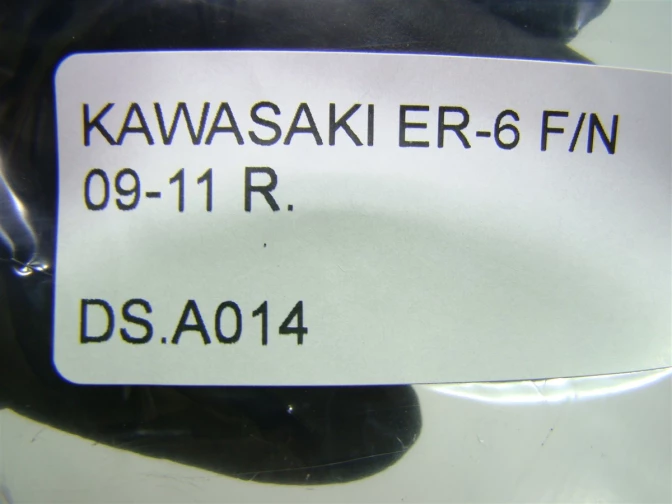 KAWASAKI ER-6 F/N
09-11 R.
DS.A014